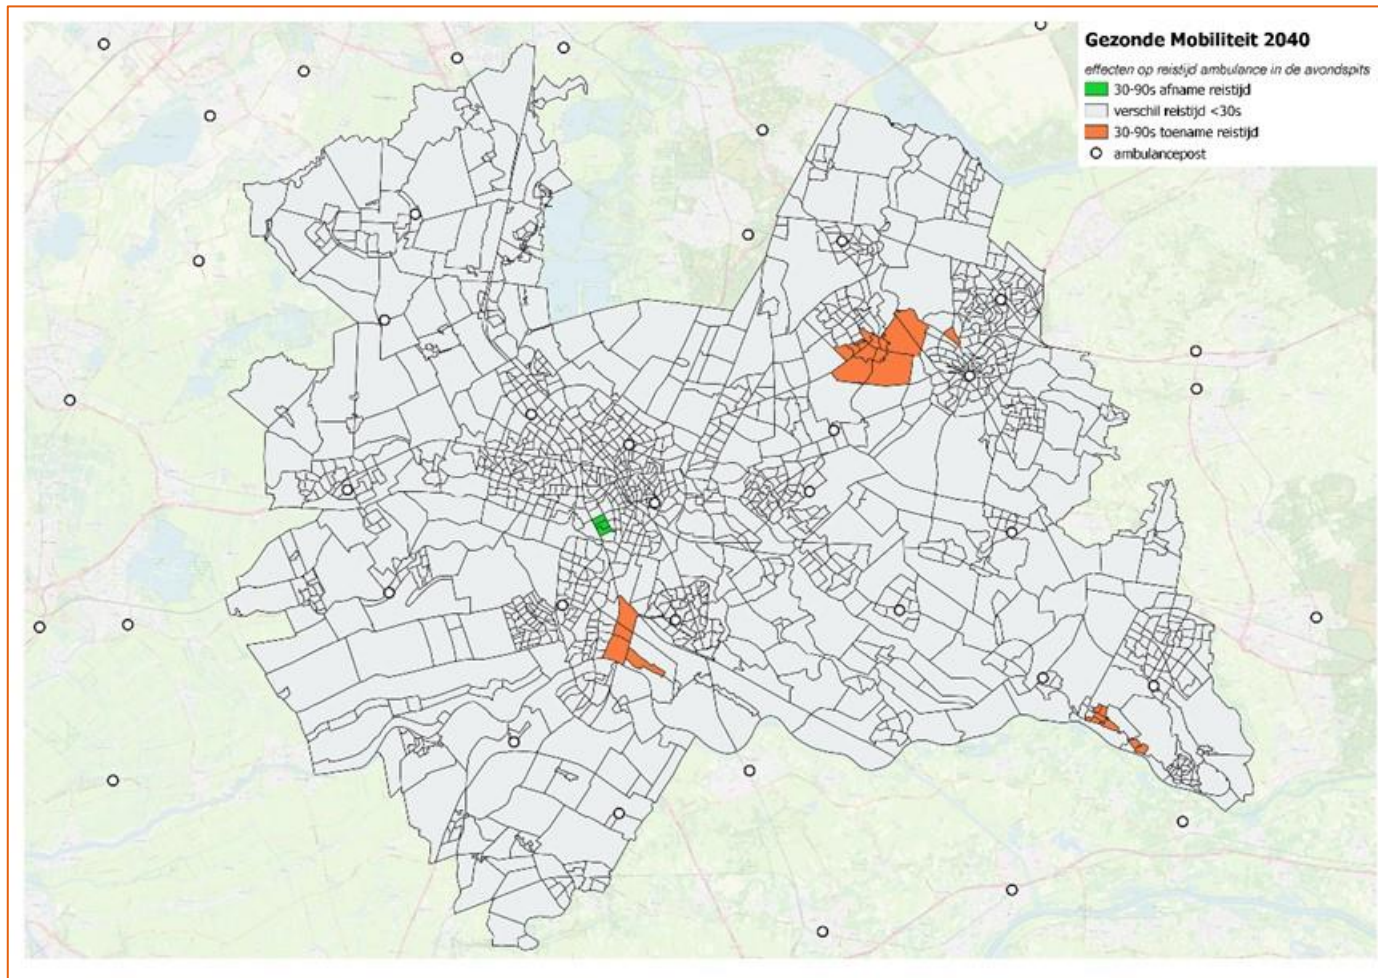 Gezonde Mobiliteit 2040
effecten op reistijd ambulance in de avondspits
30-90s afname reistijd
verschil reistijd <30s
30-90s toename reistijd
ambulancepost